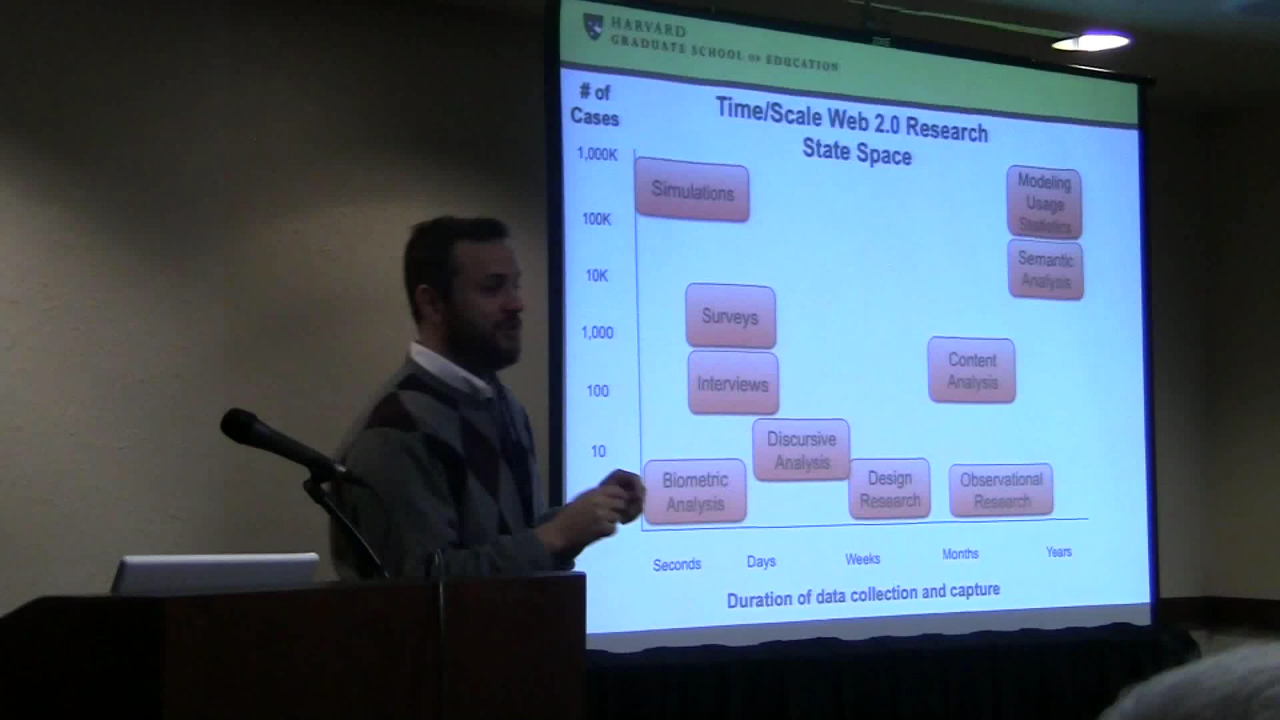 HARVARD
GRADUATE SCHOOL OF EDUCATION
# of
Cases
Time/Scale Web 2.0 Research
State Space
1,000K
100K
10K
1,000
100
10
Simulations
Modeling
Usage
Statistics
Semantic
Analysis
Surveys
Interviews
Content
Analysis
Discursive
Analysis
Biometric
Analysis
Design
Research
Observational
Research
Seconds
Days
Weeks
Months
Years
Duration of data collection and capture